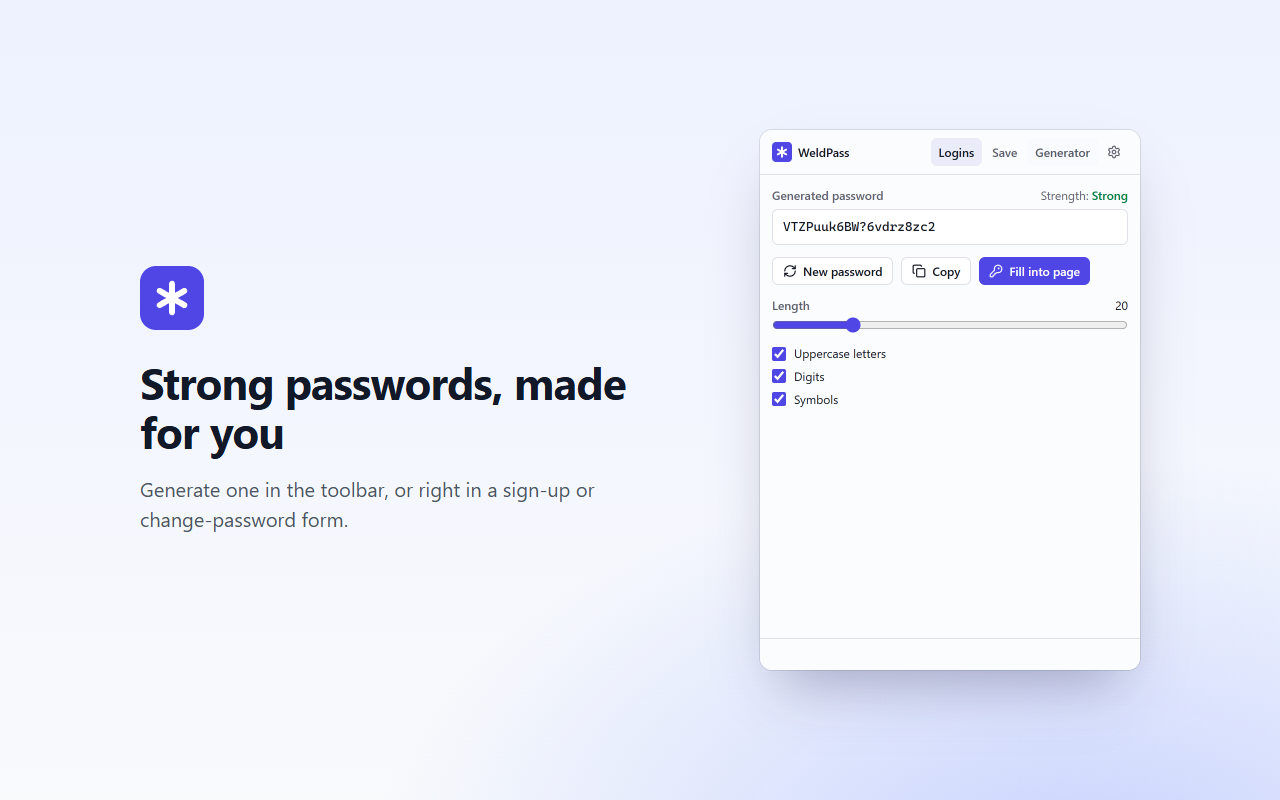 Strong passwords, made
for you
Generate one in the toolbar, or right in a sign-up or
change-password form.
WeldPass
Logins
Save
Generator
Generated password
Strength: Strong
VTZPuuk6BW?6vdrz8zc2
New password
Copy
Fill into page
Length
20
Uppercase letters
Digits
Symbols